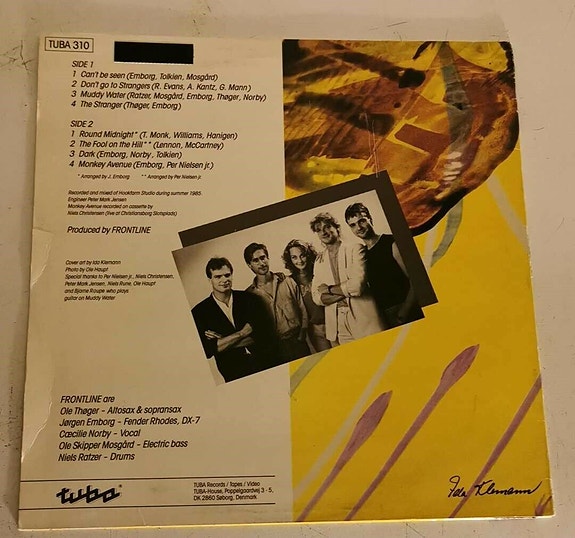 TUBA 310
SIDE 1
1 Can't be seen (Emborg, Tolkien, Mosgård)
2 Don't go to Strangers (R. Evans, A. Kantz, G. Mann)
3 Muddy Water (Ratzer, Mosgård, Emborg, Thøger, Norby)
4 The Stranger (Thøger, Emborg)
SIDE 2
1 Round Midnight* (T. Monk, Williams, Hanigen)
2 The Fool on the Hill** (Lennon, McCartney)
3 Dark (Emborg, Norby, Tolkien)
4 Monkey Avenue (Emborg, Per Nielsen jr.)
* Arranged by J. Emborg ** Arranged by Per Nielsen jr.
Recorded and mixed at Hookfarm Studio during summer 1985.
Engineer Peter Mark Jensen
Monkey Avenue recorded on cassette by
Niels Christensen (live at Christiansborg Slotsplads)
Produced by FRONTLINE
Cover art by Ida Klemann
Photo by Ole Haupt
Special thanks to Per Nielsen jr., Niels Christensen,
Peter Mark Jensen, Niels Rune, Ole Haupt
and Bjarne Roupe who plays
guitar on Muddy Water
FRONTLINE are
Ole Thøger – Altosax & sopransax
Jørgen Emborg – Fender Rhodes, DX-7
Cæcilie Norby – Vocal
Ole Skipper Mosgård – Electric bass
Niels Ratzer – Drums
tuba
TUBA Records / Tapes / Video
TUBA-House, Poppelgaardvej 3 - 5,
DK 2860 Søborg, Denmark
Ida Klemann